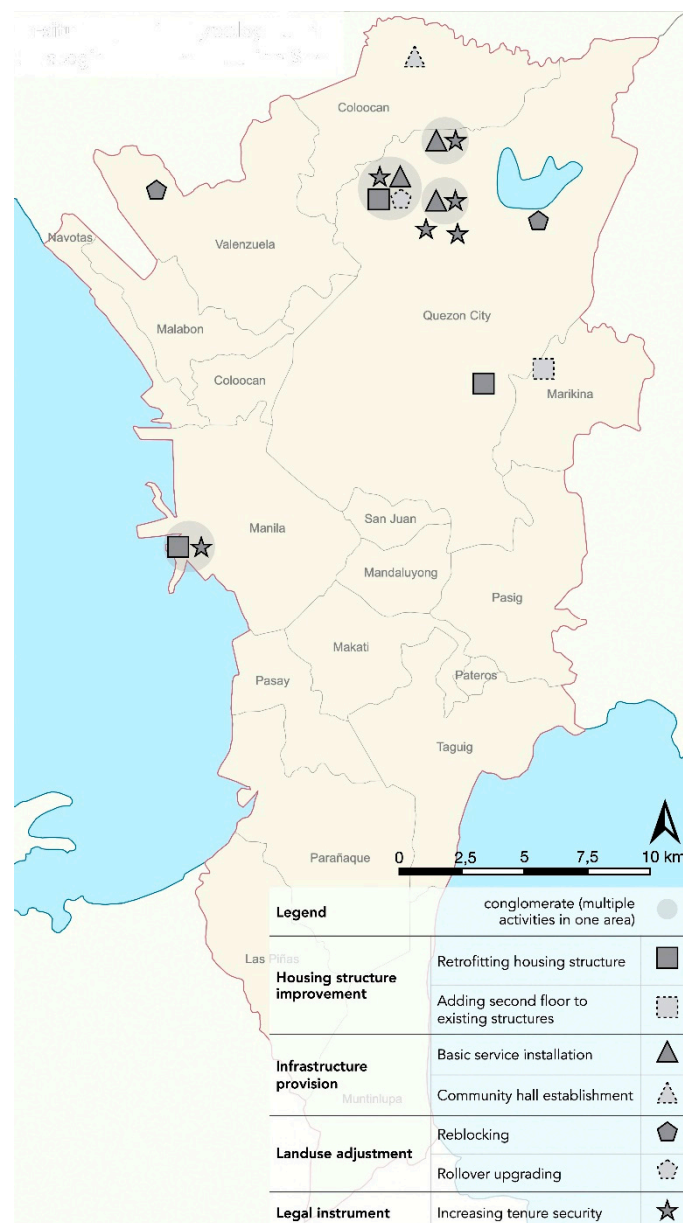 Coloocan
Navotas
Valenzuela
Quezon City
Malabon
Coloocan
Marikina
San Juan
Manila
Mandaluyong
Pasig
Makati
Pasay
Pateros
Taguig
Parañaque
0 2,5 5 7,5 10 km
Las Piñas
Muntinlupa
Legend
conglomerate (multiple
activities in one area)
Housing structure
improvement
Retrofitting housing structure
Adding second floor to
existing structures
Infrastructure
provision
Basic service installation
Community hall establishment
Landuse adjustment
Reblocking
Rollover upgrading
Legal instrument
Increasing tenure security